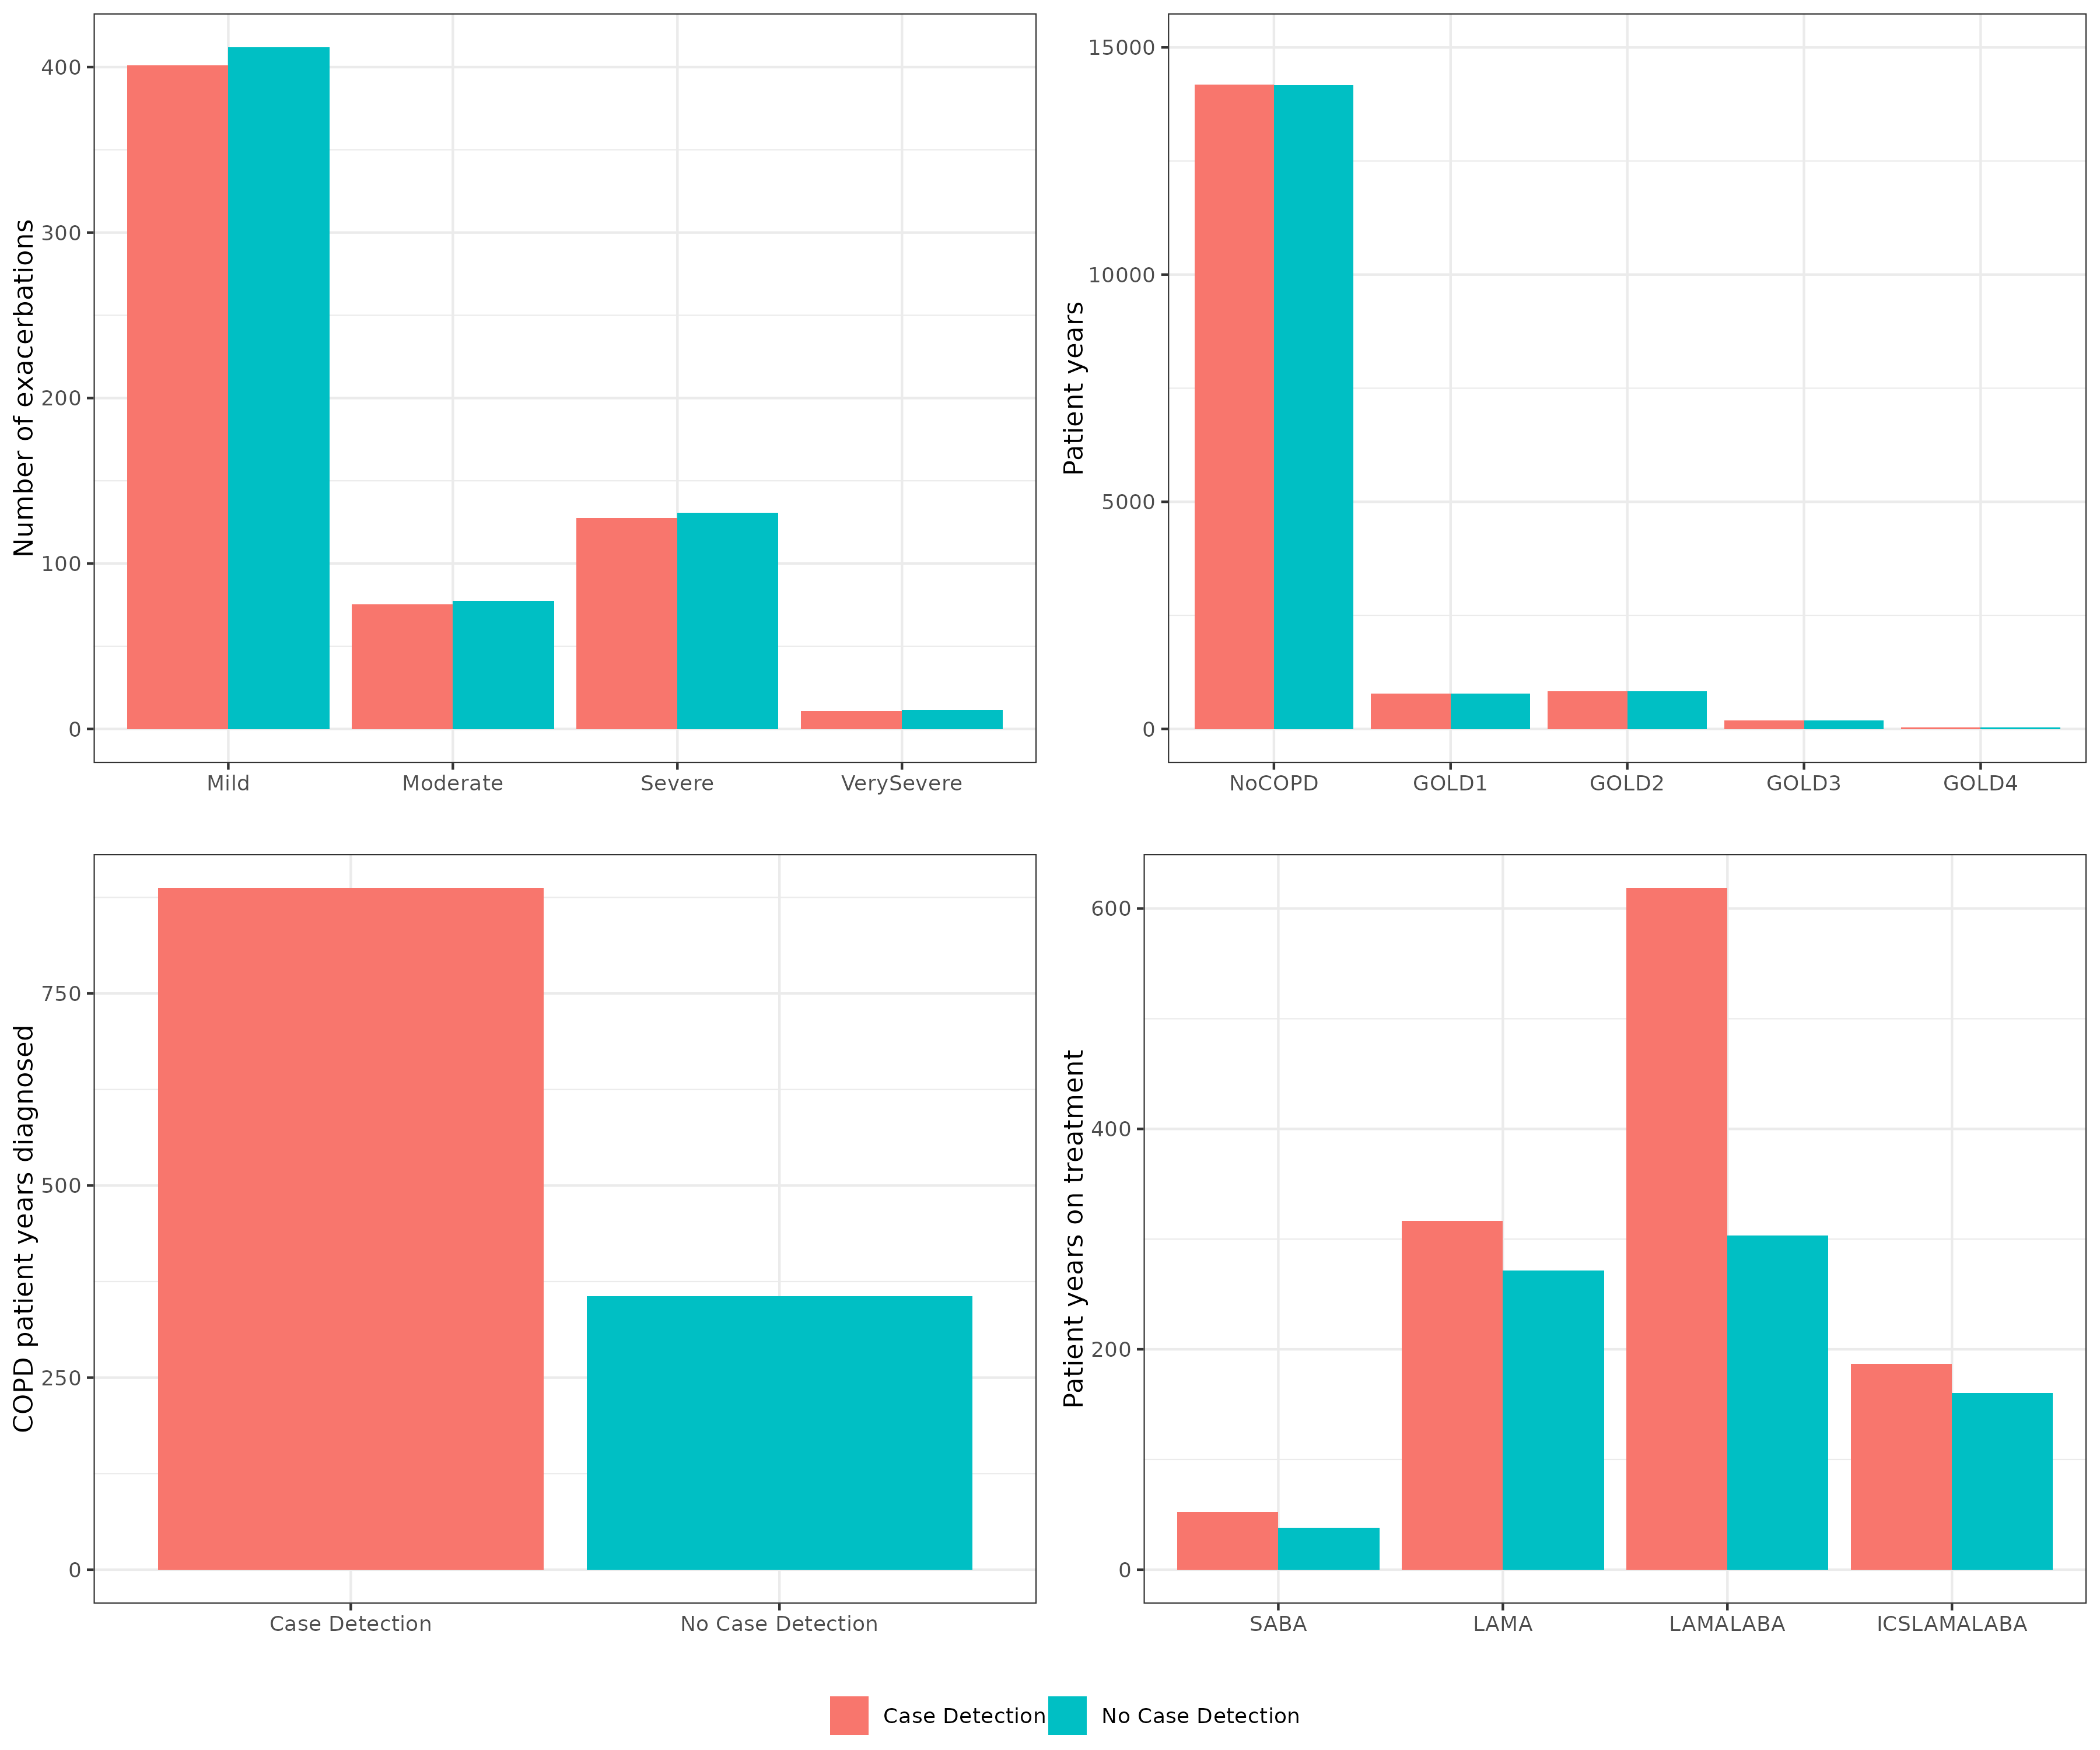 Number of exacerbations
400
300
200
100
0
Mild Moderate Severe VerySevere
Patient years
15000
10000
5000
0
NoCOPD GOLD1 GOLD2 GOLD3 GOLD4
COPD patient years diagnosed
750
500
250
0
Case Detection No Case Detection
Patient years on treatment
600
400
200
0
SABA LAMA LAMALABA ICSLAMALABA
Case Detection No Case Detection